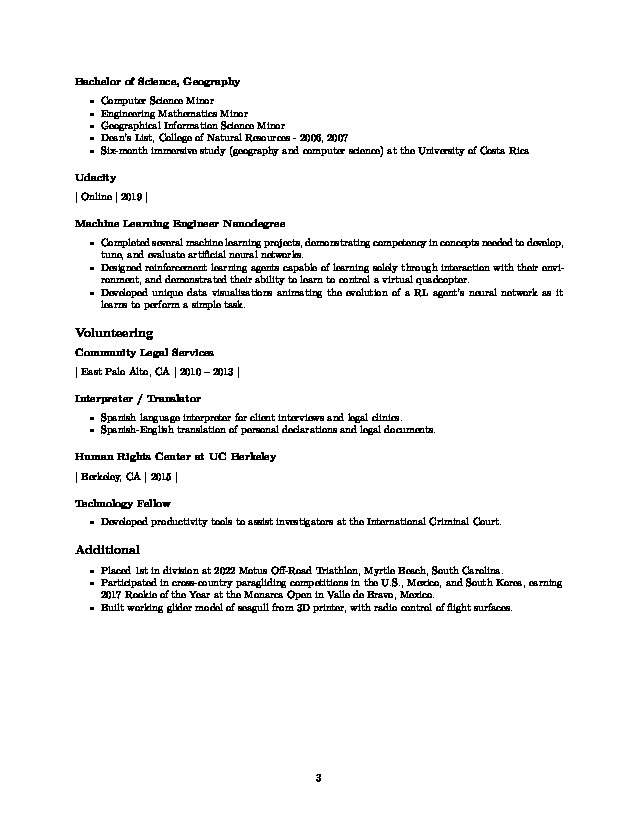 Bachelor of Science, Geography
• Computer Science Minor
• Engineering Mathematics Minor
• Geographical Information Science Minor
• Dean's List, College of Natural Resources - 2006, 2007
• Six-month immersive study (geography and computer science) at the University of Costa Rica
Udacity
| Online | 2019 |
Machine Learning Engineer Nanodegree
• Completed several machine learning projects, demonstrating competency in concepts needed to develop,
tune, and evaluate artificial neural networks.
• Designed reinforcement learning agents capable of learning solely through interaction with their envi-
ronment, and demonstrated their ability to learn to control a virtual quadcopter.
• Developed unique data visualizations animating the evolution of a RL agent's neural network as it
learns to perform a simple task.
Volunteering
Community Legal Services
| East Palo Alto, CA | 2010 – 2013 |
Interpreter / Translator
• Spanish language interpreter for client interviews and legal clinics.
• Spanish-English translation of personal declarations and legal documents.
Human Rights Center at UC Berkeley
| Berkeley, CA | 2015 |
Technology Fellow
• Developed productivity tools to assist investigators at the International Criminal Court.
Additional
• Placed 1st in division at 2022 Motus Off-Road Triathlon, Myrtle Beach, South Carolina.
• Participated in cross-country paragliding competitions in the U.S., Mexico, and South Korea, earning
2017 Rookie of the Year at the Monarca Open in Valle de Bravo, Mexico.
• Built working glider model of seagull from 3D printer, with radio control of flight surfaces.
3